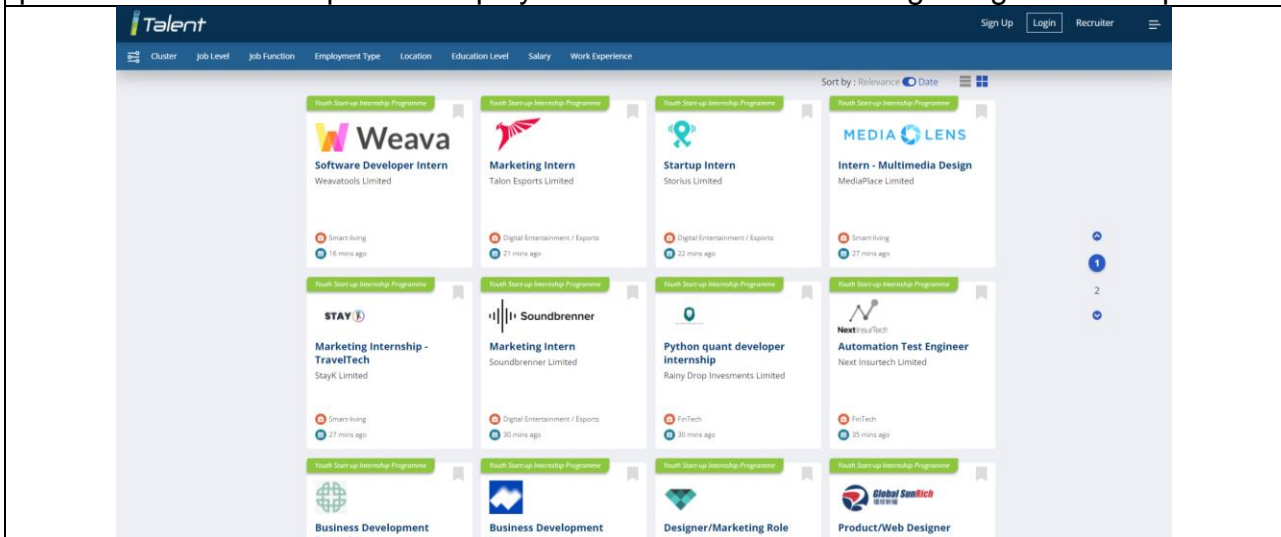 iTalent
Sign Up Login Recruiter
Cluster Job Level Job Function Employment Type Location Education Level Salary Work Experience
Sort by : Relevance Date
Youth Start-up Internship Programme
Weava
Software Developer Intern
Weavatools Limited
Smart-living
16 mins ago
Youth Start-up Internship Programme
Marketing Intern
Talon Esports Limited
Digital Entertainment / Esports
21 mins ago
Youth Start-up Internship Programme
Startup Intern
Storius Limited
Digital Entertainment / Esports
22 mins ago
Youth Start-up Internship Programme
MEDIA LENS
Intern - Multimedia Design
MediaPlace Limited
Smart-living
27 mins ago
1
2
Youth Start-up Internship Programme
STAY
Marketing Internship -
TravelTech
StayK Limited
Smart-living
27 mins ago
Youth Start-up Internship Programme
Soundbrenner
Marketing Intern
Soundbrenner Limited
Digital Entertainment / Esports
30 mins ago
Youth Start-up Internship Programme
Python quant developer
internship
Rainy Drop Invesments Limited
FinTech
30 mins ago
Youth Start-up Internship Programme
NextInsurTech
Automation Test Engineer
Next Insurtech Limited
FinTech
35 mins ago
Youth Start-up Internship Programme
Business Development
Youth Start-up Internship Programme
Business Development
Youth Start-up Internship Programme
Designer/Marketing Role
Youth Start-up Internship Programme
Global SunRich
Product/Web Designer